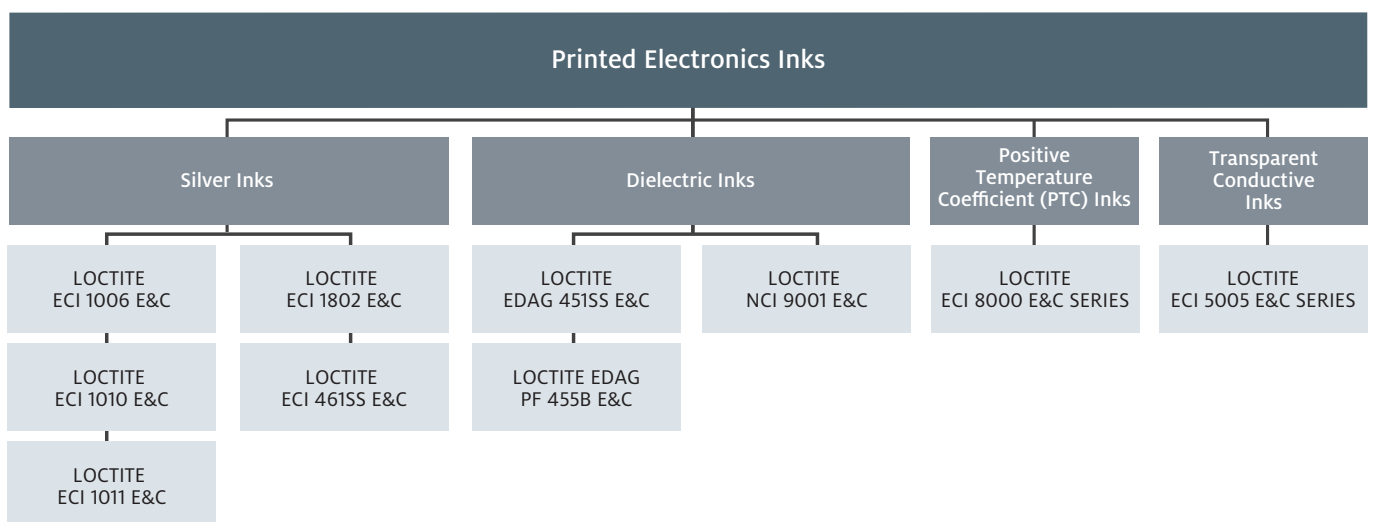 Printed Electronics Inks
Silver Inks
Dielectric Inks
Positive
Temperature
Coefficient (PTC) Inks
Transparent
Conductive
Inks
LOCTITE
ECI 1006 E&C
LOCTITE
ECI 1802 E&C
LOCTITE
EDAG 451SS E&C
LOCTITE
NCI 9001 E&C
LOCTITE
ECI 8000 E&C SERIES
LOCTITE
ECI 5005 E&C SERIES
LOCTITE
ECI 1010 E&C
LOCTITE
ECI 461SS E&C
LOCTITE EDAG
PF 455B E&C
LOCTITE
ECI 1011 E&C